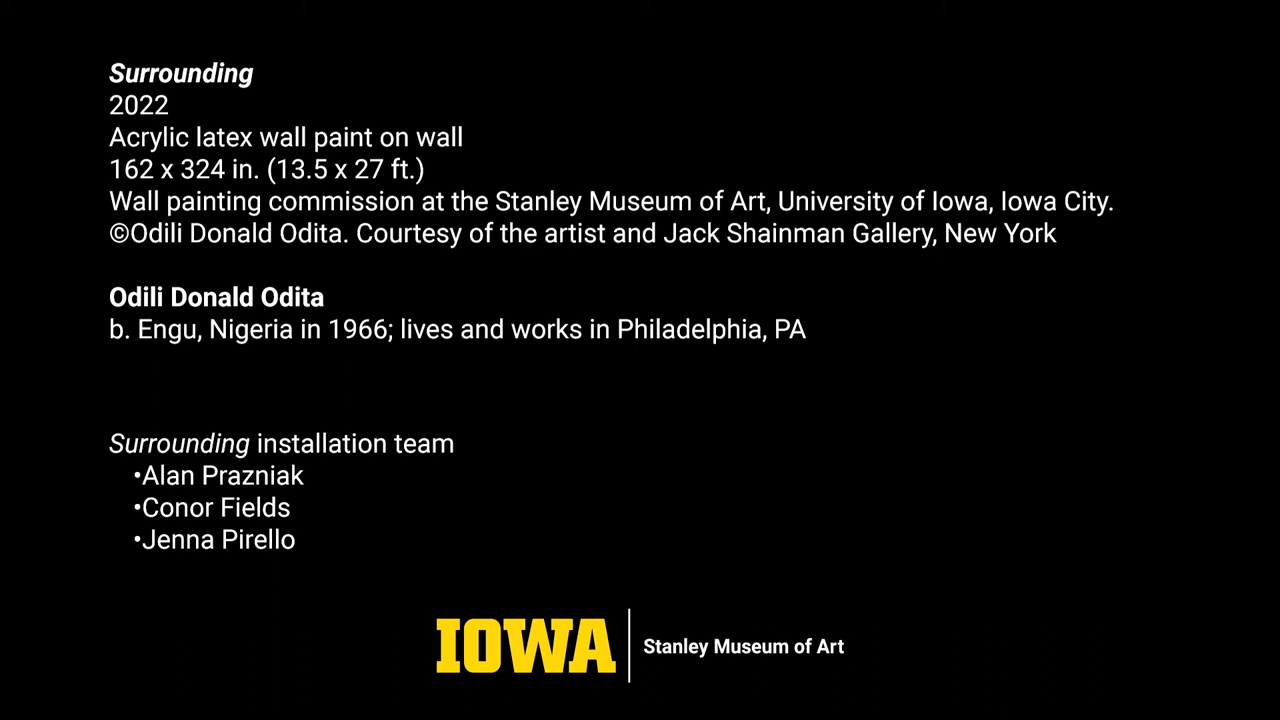 Surrounding
2022
Acrylic latex wall paint on wall
162 x 324 in. (13.5 x 27 ft.)
Wall painting commission at the Stanley Museum of Art, University of Iowa, Iowa City.
©Odili Donald Odita. Courtesy of the artist and Jack Shainman Gallery, New York
Odili Donald Odita
b. Engu, Nigeria in 1966; lives and works in Philadelphia, PA
Surrounding installation team
•Alan Prazniak
•Conor Fields
•Jenna Pirello
IOWA | Stanley Museum of Art